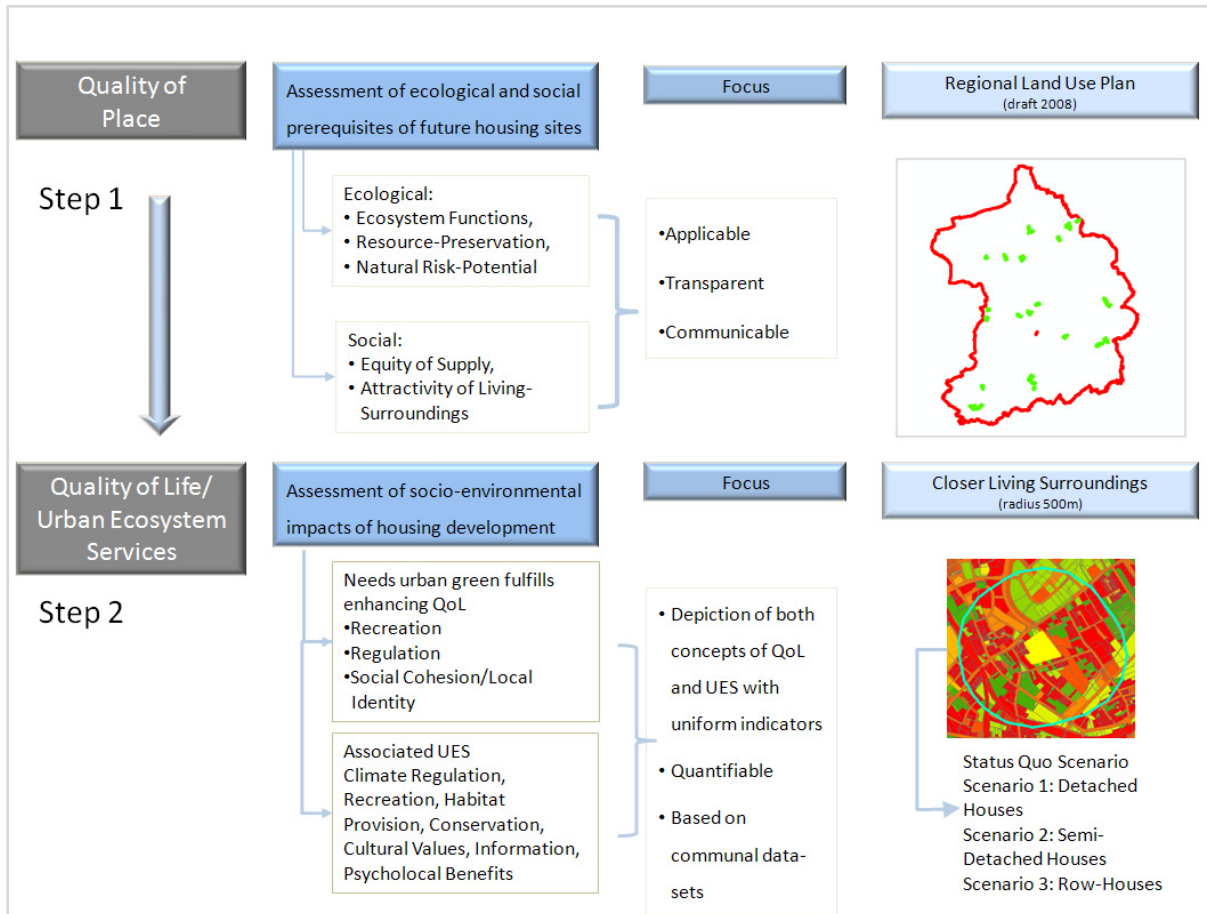 Quality of
Place
Assessment of ecological and social
prerequisites of future housing sites
Focus
Regional Land Use Plan
(draft 2008)
Step 1
Ecological:
• Ecosystem Functions,
• Resource-Preservation,
• Natural Risk-Potential
Social:
• Equity of Supply,
• Attractivity of Living-
Surroundings
•Applicable
•Transparent
•Communicable
Quality of Life/
Urban Ecosystem
Services
Assessment of socio-environmental
impacts of housing development
Focus
Closer Living Surroundings
(radius 500m)
Step 2
Needs urban green fulfills
enhancing QoL
•Recreation
•Regulation
•Social Cohesion/Local
Identity
Associated UES
Climate Regulation,
Recreation, Habitat
Provision, Conservation,
Cultural Values, Information,
Psycholocal Benefits
• Depiction of both
concepts of QoL
and UES with
uniform indicators
• Quantifiable
• Based on
communal data-
sets
Status Quo Scenario
Scenario 1: Detached
Houses
Scenario 2: Semi-
Detached Houses
Scenario 3: Row-Houses